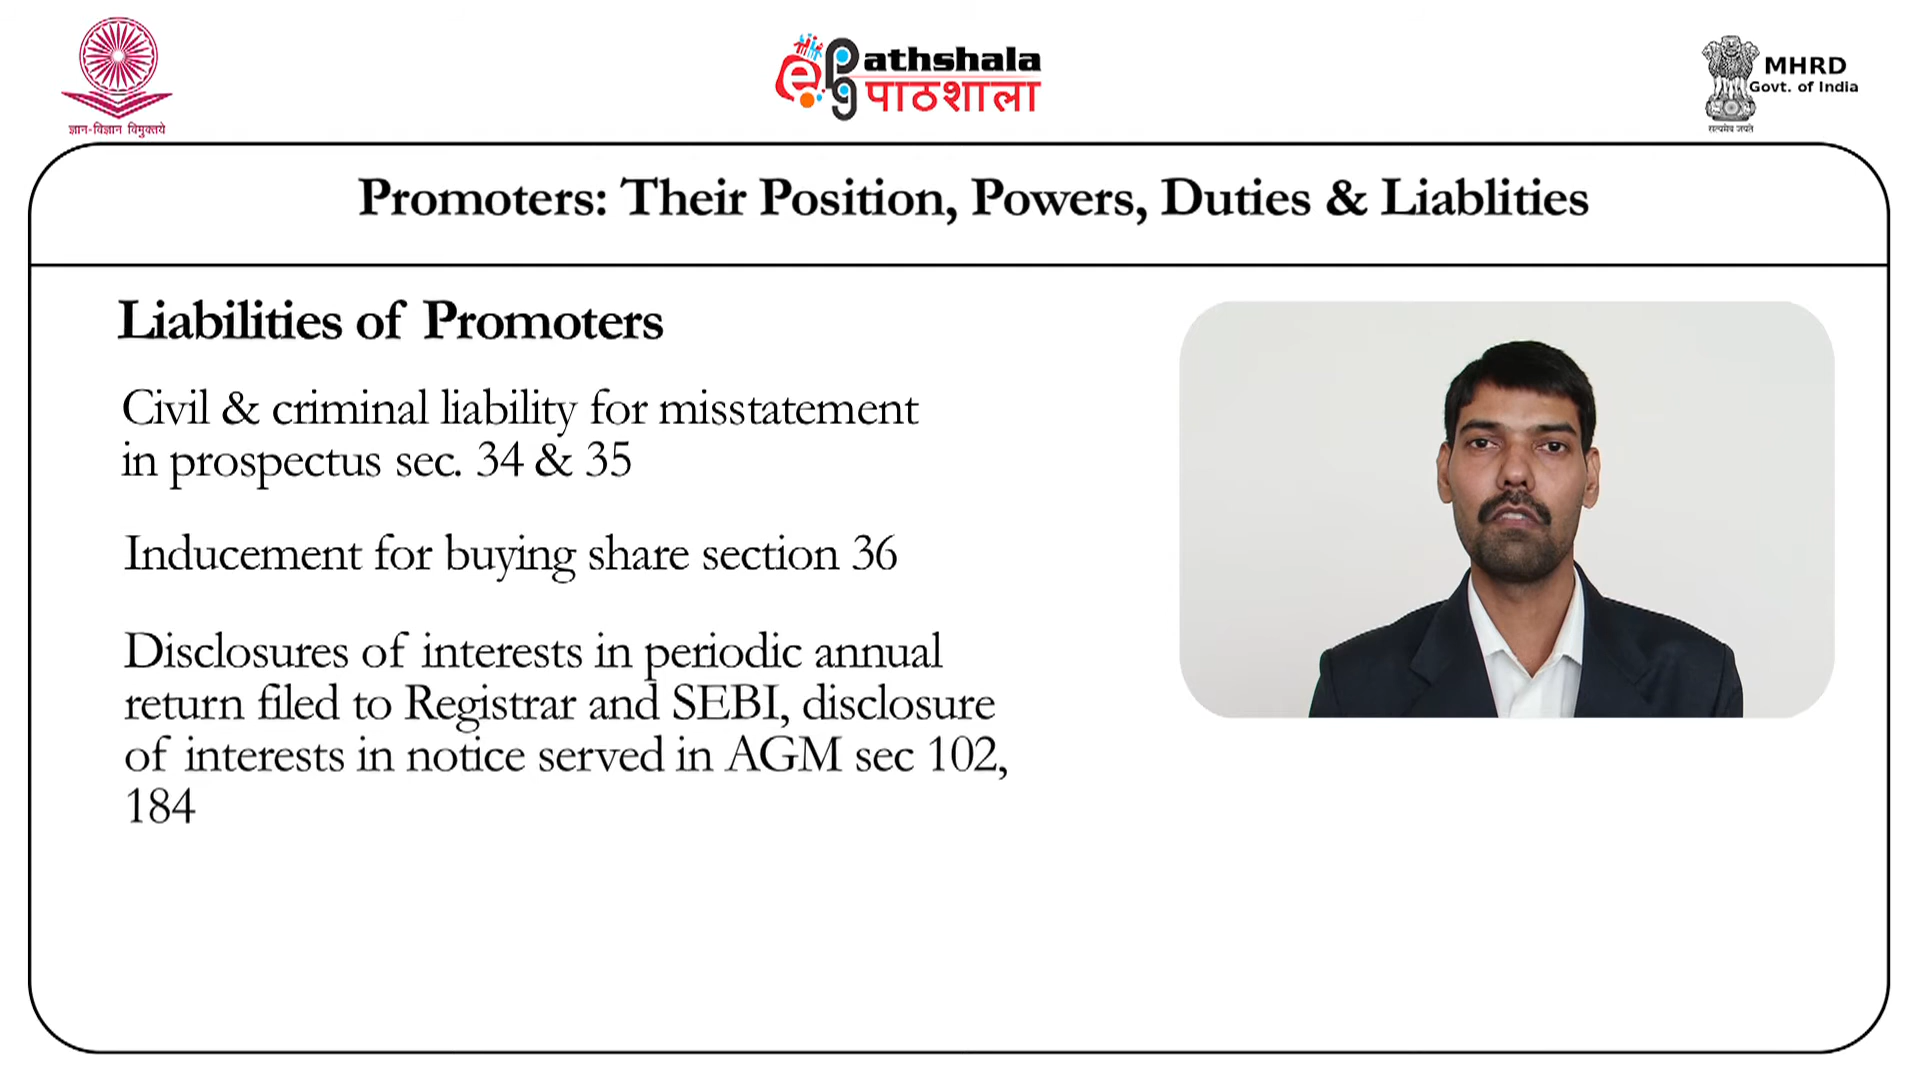 ज्ञान-विज्ञान विमुक्तये
ePg Pathshala
पाठशाला
MHRD
Govt. of India
सत्यमेव जयते
Promoters: Their Position, Powers, Duties & Liablities
Liabilities of Promoters
Civil & criminal liability for misstatement
in prospectus sec. 34 & 35
Inducement for buying share section 36
Disclosures of interests in periodic annual
return filed to Registrar and SEBI, disclosure
of interests in notice served in AGM sec 102,
184